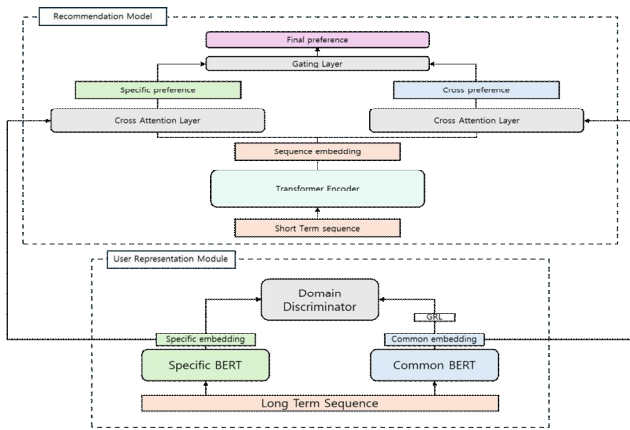 Recommendation Model
Final preference
Gating Layer
Specific preference
Cross preference
Cross Attention Layer
Cross Attention Layer
Sequence embedding
Transformer Encoder
Short Term sequence
User Representation Module
Domain
Discriminator
GRL
Specific embedding
Common embedding
Specific BERT
Common BERT
Long Term Sequence